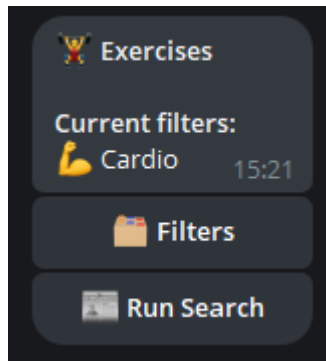 🏋️ Exercises
Current filters:
💪 Cardio 15:21
🗂️ Filters
📰 Run Search